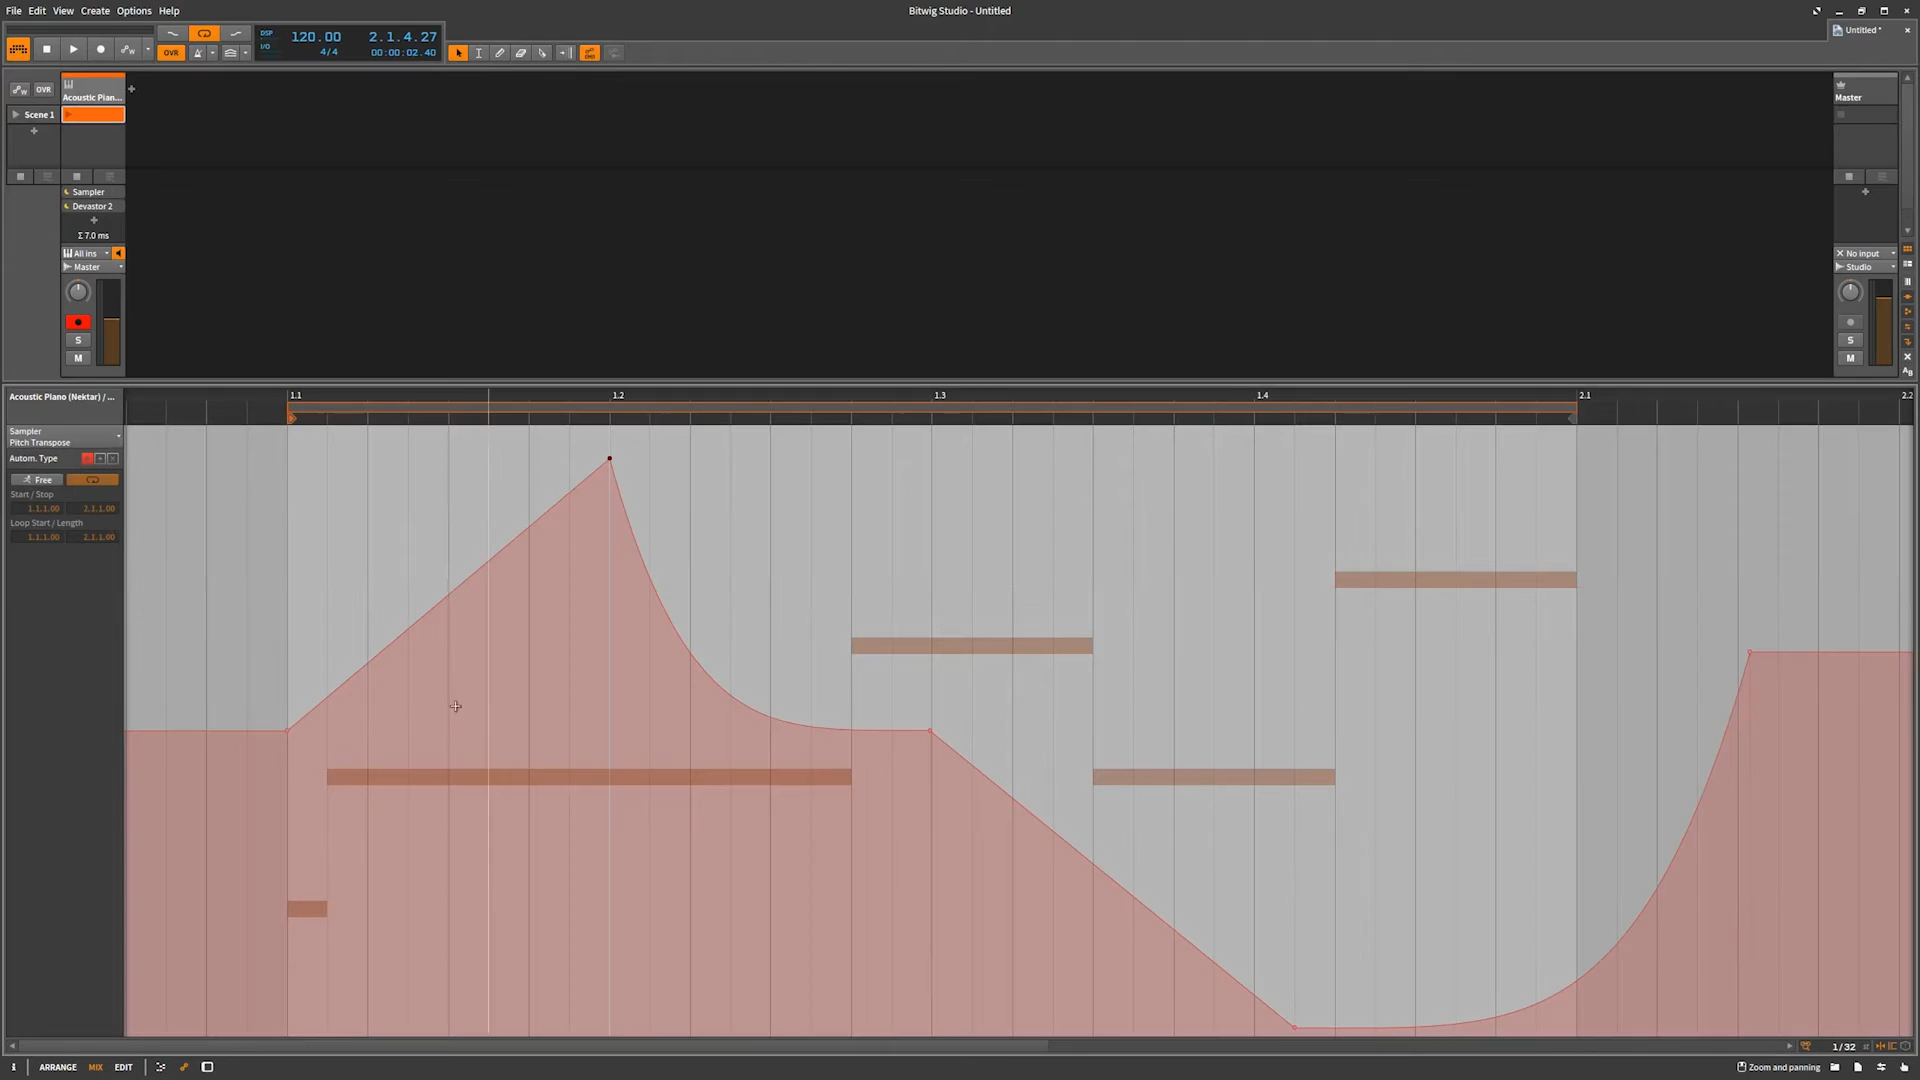 File Edit View Create Options Help
Bitwig Studio - Untitled
Untitled *
OVR
DSP
I/O
120.00
4/4
2.1.4.27
00:00:02.40
OVR
Acoustic Pian...
Scene 1
Master
Sampler
Devastor 2
Σ 7.0 ms
All ins
Master
No input
Studio
S
M
S
M
Acoustic Piano (Nektar) / ...
1.1
1.2
1.3
1.4
2.1
2.2
Sampler
Pitch Transpose
Autom. Type
Free
Start / Stop
1.1.1.00
2.1.1.00
Loop Start / Length
1.1.1.00
2.1.1.00
1/32
i
ARRANGE
MIX
EDIT
Zoom and panning